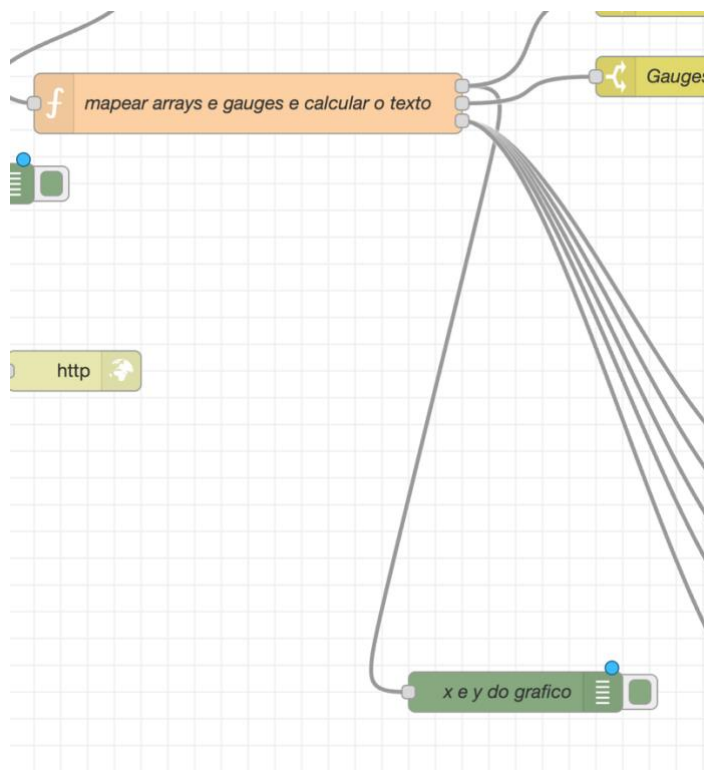 Gauges
mapear arrays e gauges e calcular o texto
http
x e y do grafico